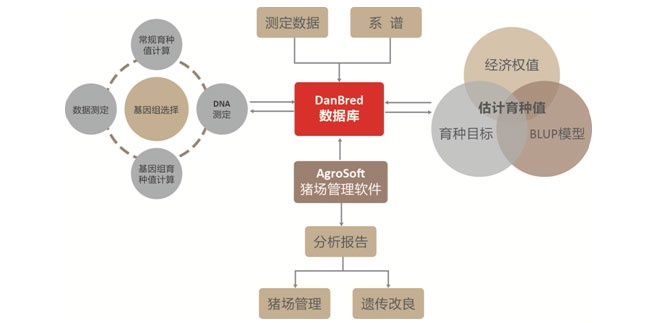 测定数据
系 谱
常规育种
值计算
数据测定
基因组选择
DNA
测定
基因组育
种值计算
DanBred
数据库
经济权值
估计育种值
育种目标
BLUP模型
AgroSoft
猪场管理软件
分析报告
猪场管理
遗传改良